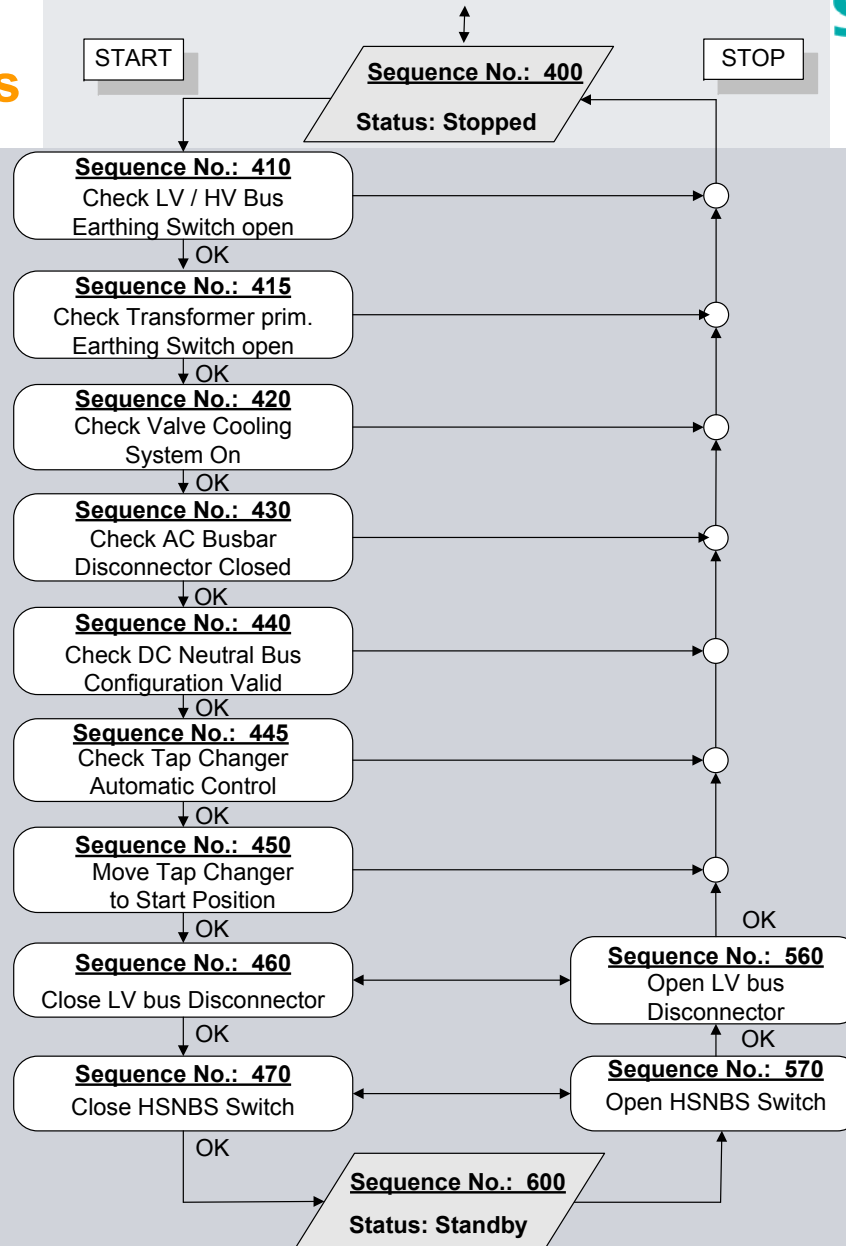 START
Sequence No.: 400
STOP
s
Status: Stopped
Sequence No.: 410
Check LV / HV Bus
Earthing Switch open
OK
Sequence No.: 415
Check Transformer prim.
Earthing Switch open
OK
Sequence No.: 420
Check Valve Cooling
System On
OK
Sequence No.: 430
Check AC Busbar
Disconnector Closed
OK
Sequence No.: 440
Check DC Neutral Bus
Configuration Valid
OK
Sequence No.: 445
Check Tap Changer
Automatic Control
OK
Sequence No.: 450
Move Tap Changer
to Start Position
OK
Sequence No.: 460
Close LV bus Disconnector
OK
Sequence No.: 470
Close HSNBS Switch
OK
OK
Sequence No.: 560
Open LV bus
Disconnector
OK
Sequence No.: 570
Open HSNBS Switch
Sequence No.: 600
Status: Standby